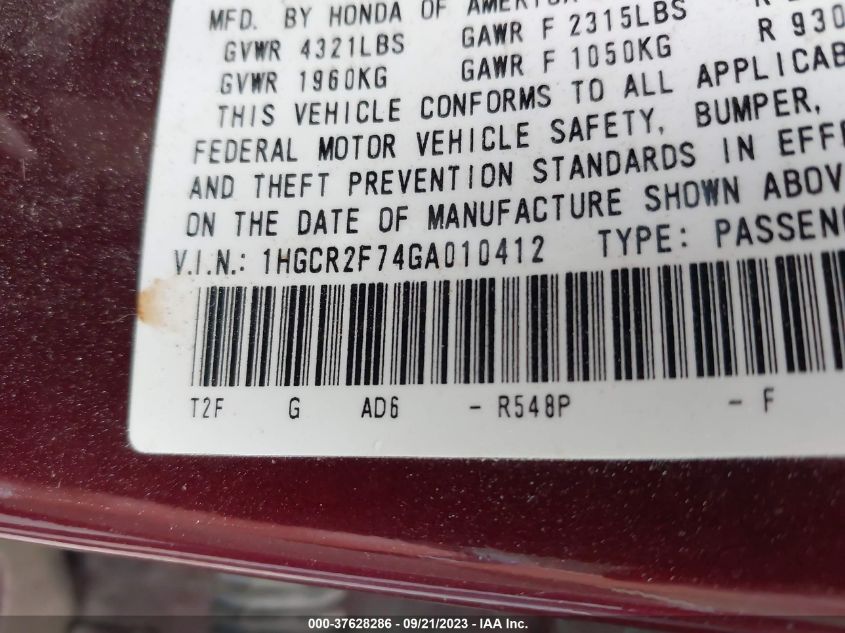 MFD. BY HONDA OF AMERICA
GVWR 4321LBS GAWR F 2315LBS R
GVWR 1960KG GAWR F 1050KG R 930
THIS VEHICLE CONFORMS TO ALL APPLICAB
FEDERAL MOTOR VEHICLE SAFETY, BUMPER,
AND THEFT PREVENTION STANDARDS IN EFF
ON THE DATE OF MANUFACTURE SHOWN ABOV
V.I.N.: 1HGCR2F74GA010412 TYPE: PASSEN
T2F G AD6 - R548P - F
000-37628286 - 09/21/2023 - IAA Inc.